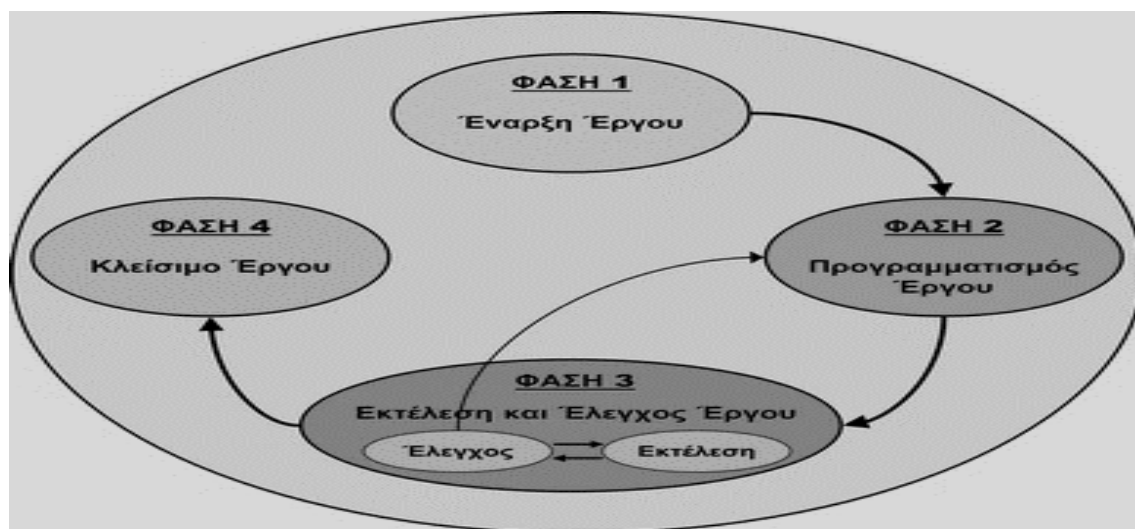 ΦΑΣΗ 1
Έναρξη Έργου
ΦΑΣΗ 2
Προγραμματισμός
Έργου
ΦΑΣΗ 3
Εκτέλεση και Έλεγχος Έργου
Έλεγχος
Εκτέλεση
ΦΑΣΗ 4
Κλείσιμο Έργου